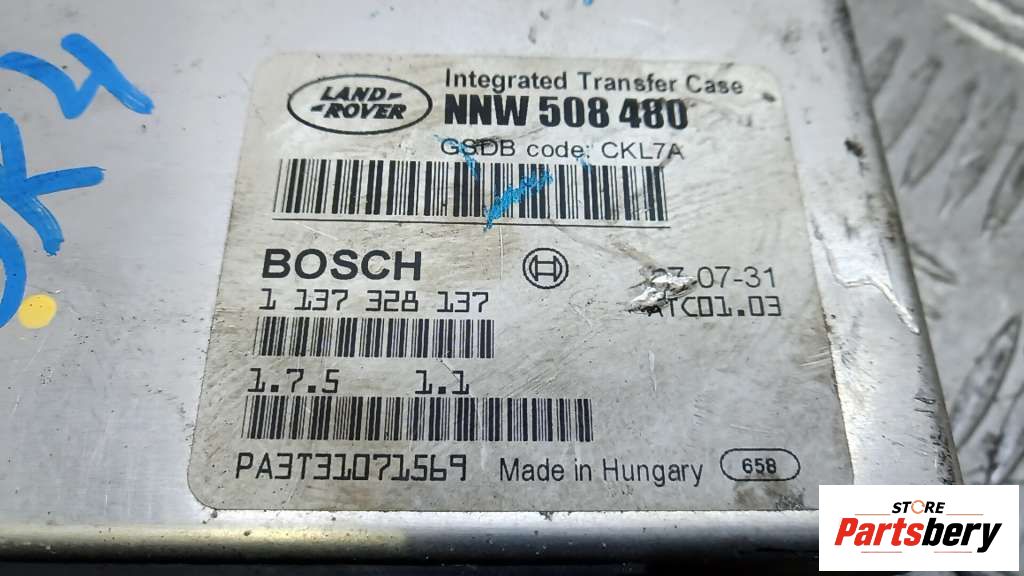 LAND-
-ROVER
Integrated Transfer Case
NNW 508 480
GSDB code: CKL7A
BOSCH
07-07-31
1 137 328 137
ATC01.03
1.7.5 1.1
PA3T31071569 Made in Hungary 658
STORE
Partsbery